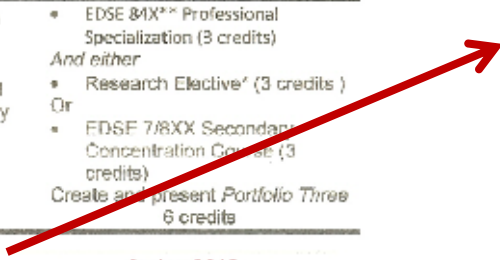 • EDSE 84X** Professional
Specialization (3 credits)
And either
• Research Elective* (3 credits )
Or
• EDSE 7/8XX Secondary
Concentration Course (3
credits)
Create and present Portfolio Three
6 credits